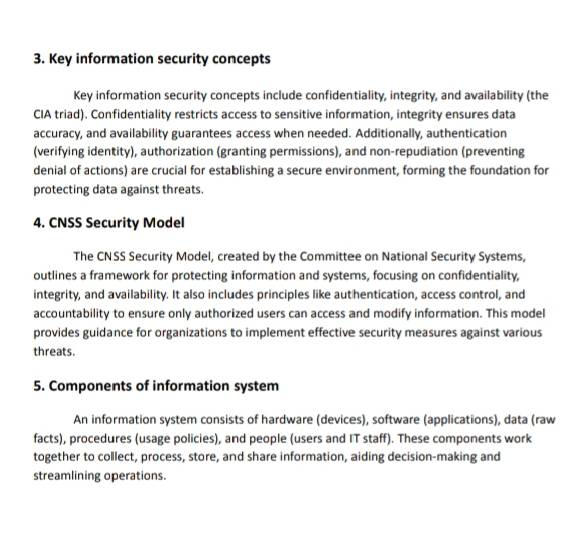 3. Key information security concepts
Key information security concepts include confidentiality, integrity, and availability (the
CIA triad). Confidentiality restricts access to sensitive information, integrity ensures data
accuracy, and availability guarantees access when needed. Additionally, authentication
(verifying identity), authorization (granting permissions), and non-repudiation (preventing
denial of actions) are crucial for establishing a secure environment, forming the foundation for
protecting data against threats.
4. CNSS Security Model
The CNSS Security Model, created by the Committee on National Security Systems,
outlines a framework for protecting information and systems, focusing on confidentiality,
integrity, and availability. It also includes principles like authentication, access control, and
accountability to ensure only authorized users can access and modify information. This model
provides guidance for organizations to implement effective security measures against various
threats.
5. Components of information system
An information system consists of hardware (devices), software (applications), data (raw
facts), procedures (usage policies), and people (users and IT staff). These components work
together to collect, process, store, and share information, aiding decision-making and
streamlining operations.